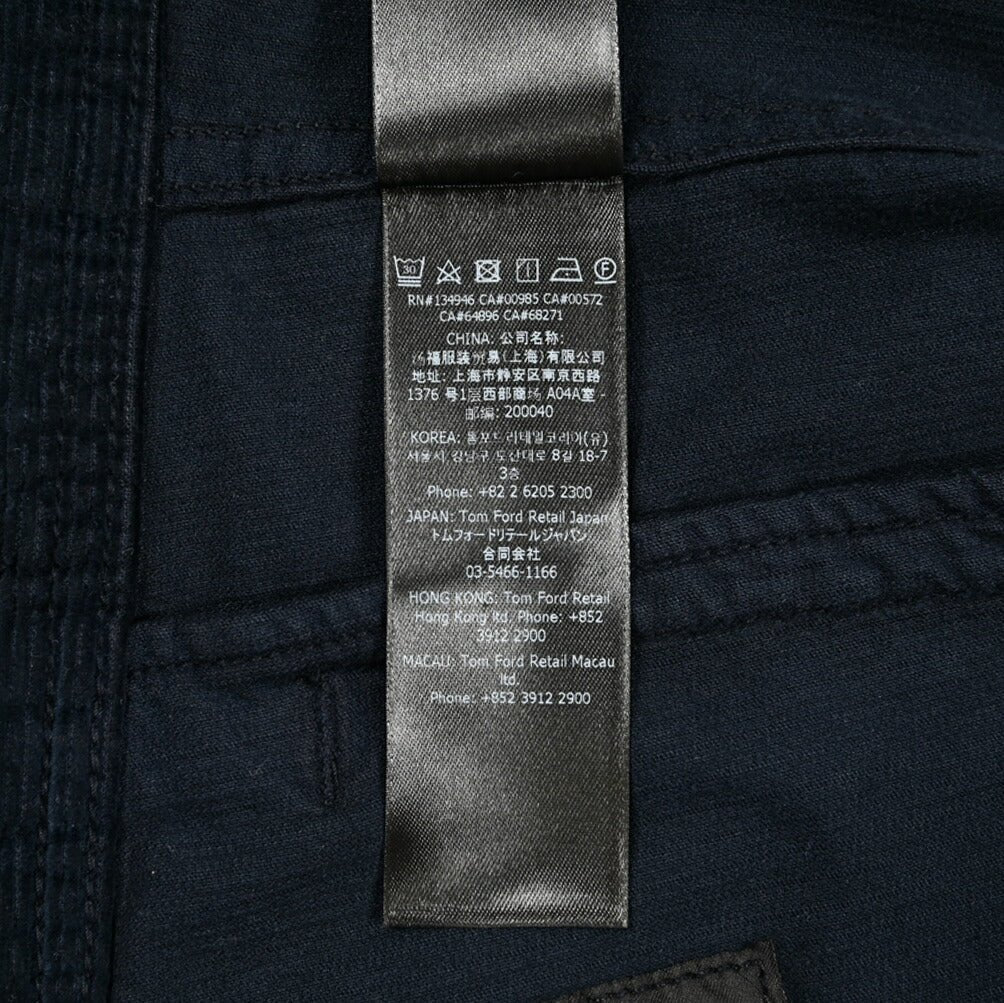 30 F
RN#134946 CA#00985 CA#00572
CA#64896 CA#68271
CHINA: 公司名称:
福服装贸易(上海)有限公司
地址: 上海市静安区南京西路
1376 号1层西部商场 A04A室 -
邮编: 200040
KOREA: 톰포드리테일코리아(유)
서울시 강남구 도산대로 8길 18-7
3층
Phone: +82 2 6205 2300
JAPAN: Tom Ford Retail Japan
トムフォードリテールジャパン
合同会社
03-5466-1166
HONG KONG: Tom Ford Retail
Hong Kong ltd. Phone: +852
3912 2900
MACAU: Tom Ford Retail Macau
ltd.
Phone: +852 3912 2900